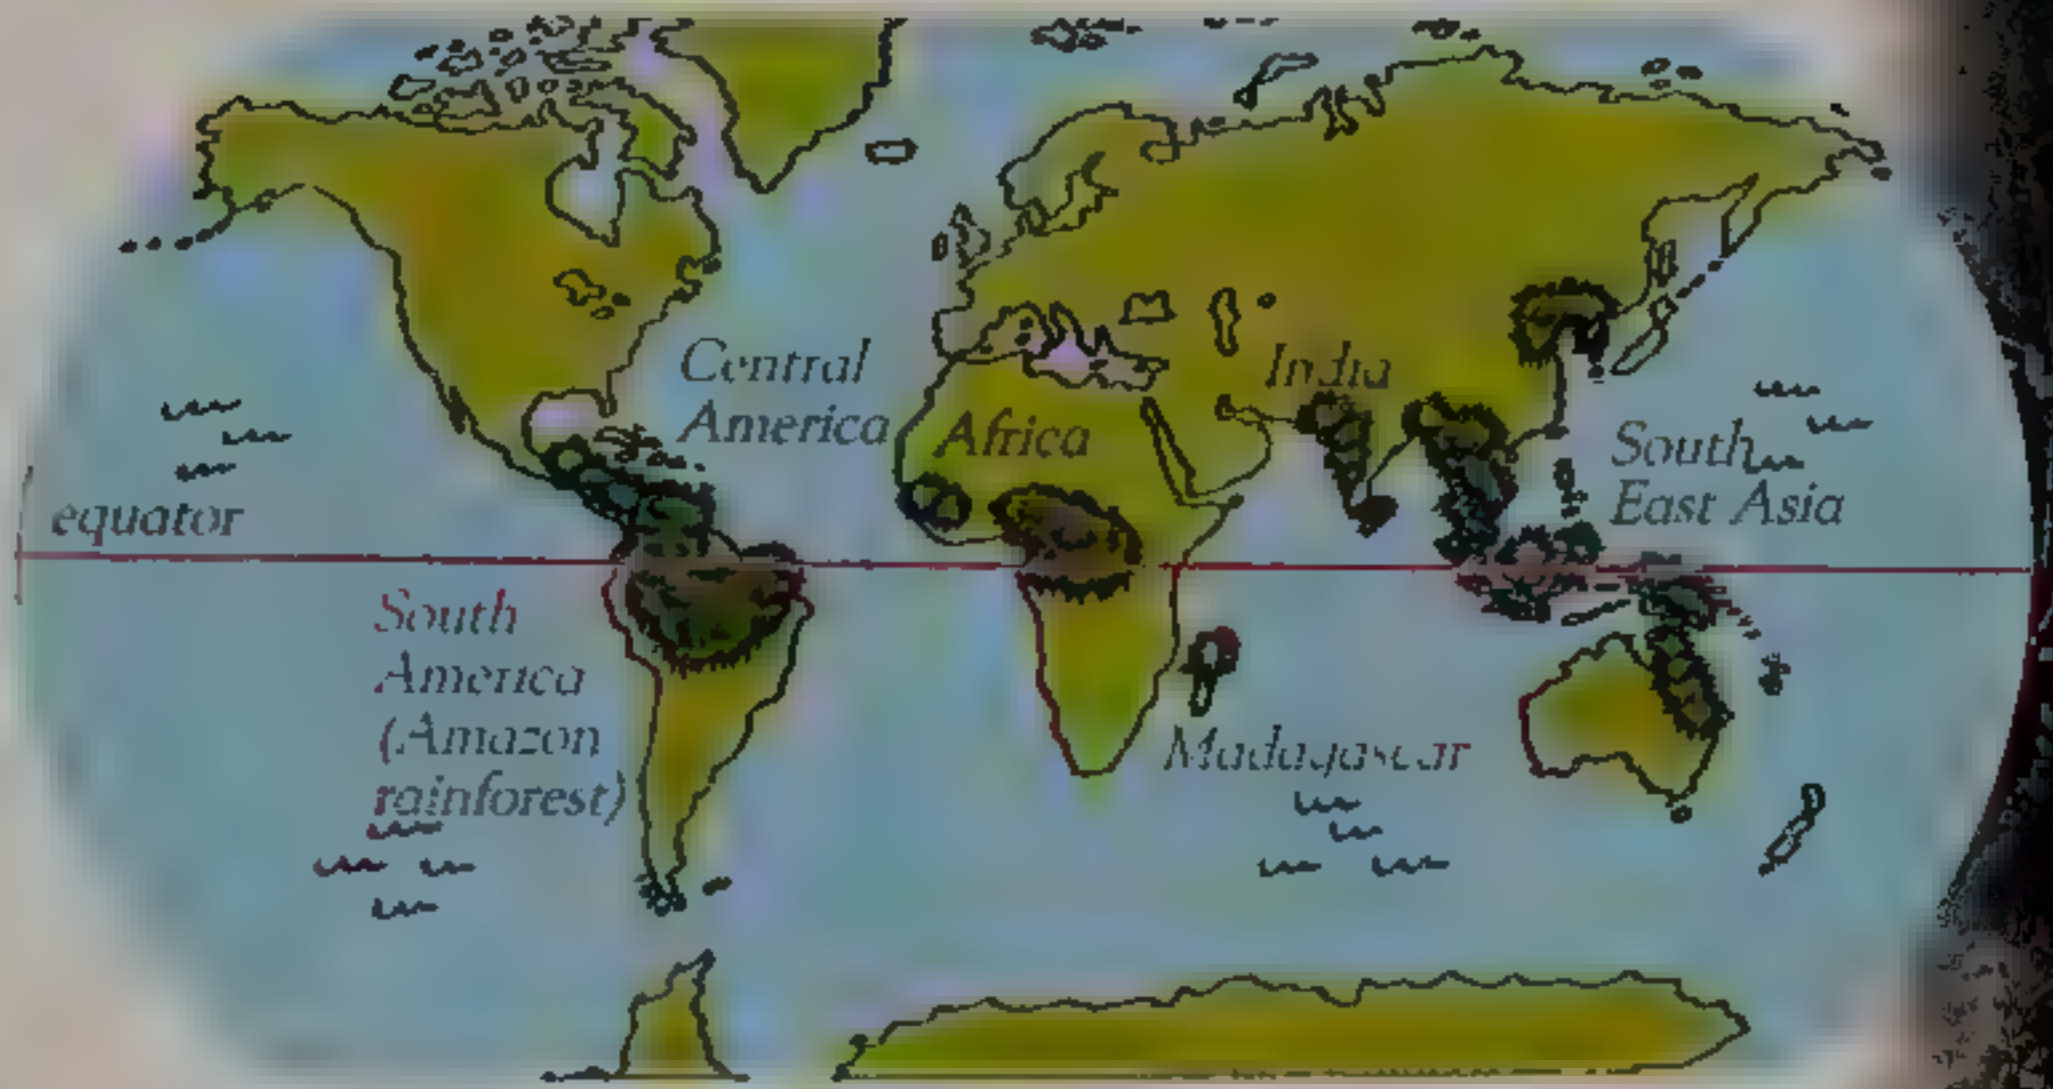 Central
America
Africa
India
South
East Asia
equator
South
America
(Amazon
rainforest)
Madagascar